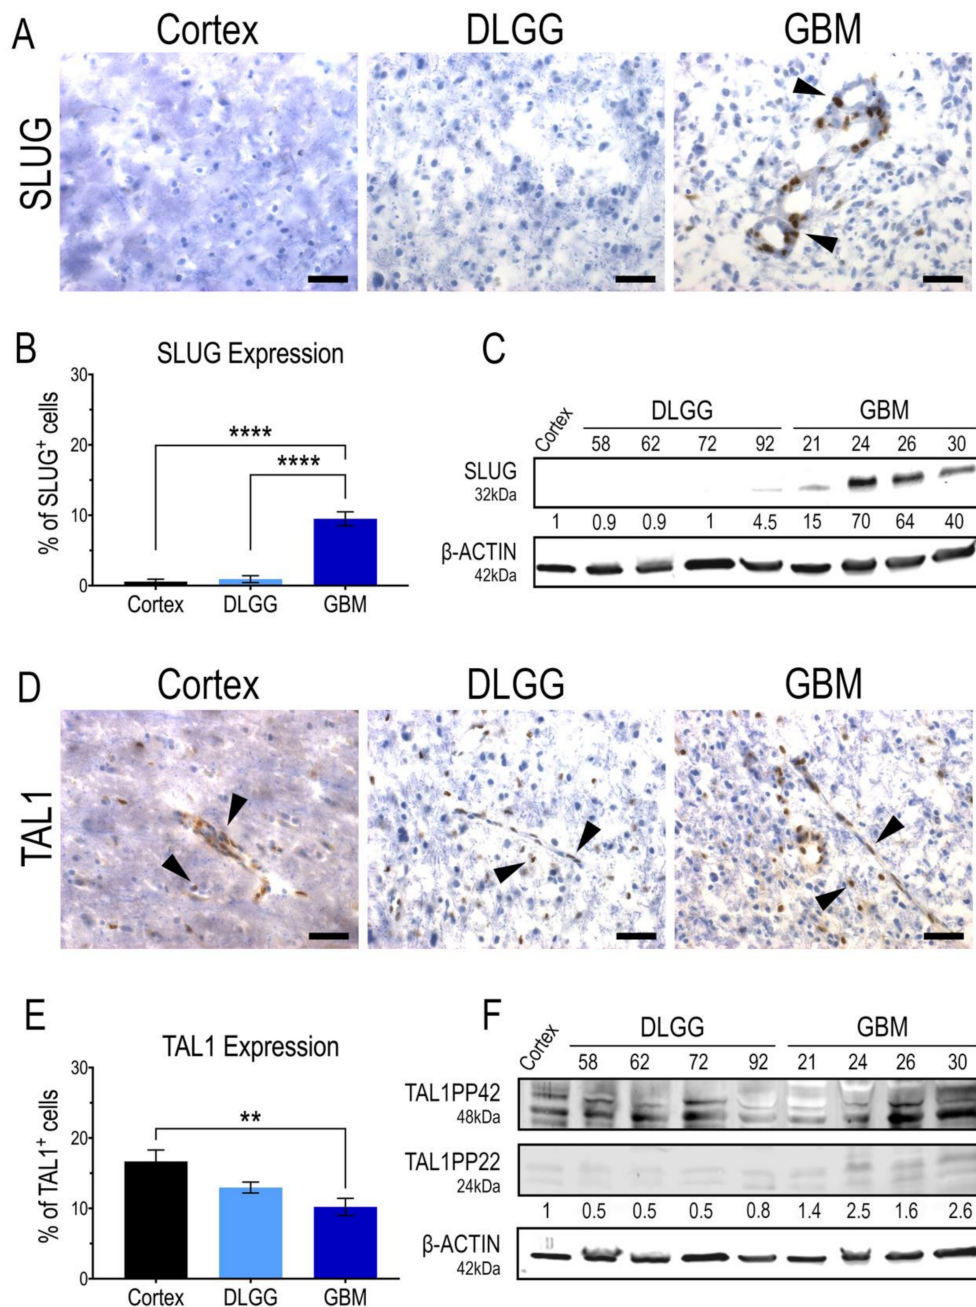 A
Cortex DLGG GBM
SLUG
B
SLUG Expression
% of SLUG⁺ cells
30
20
10
0
****
****
Cortex DLGG GBM
C
Cortex DLGG GBM
58 62 72 92 21 24 26 30
SLUG
32kDa
1 0.9 0.9 1 4.5 15 70 64 40
β-ACTIN
42kDa
D
Cortex DLGG GBM
TAL1
E
TAL1 Expression
% of TAL1⁺ cells
30
20
10
0
**
Cortex DLGG GBM
F
Cortex DLGG GBM
58 62 72 92 21 24 26 30
TAL1PP42
48kDa
TAL1PP22
24kDa
1 0.5 0.5 0.5 0.8 1.4 2.5 1.6 2.6
β-ACTIN
42kDa